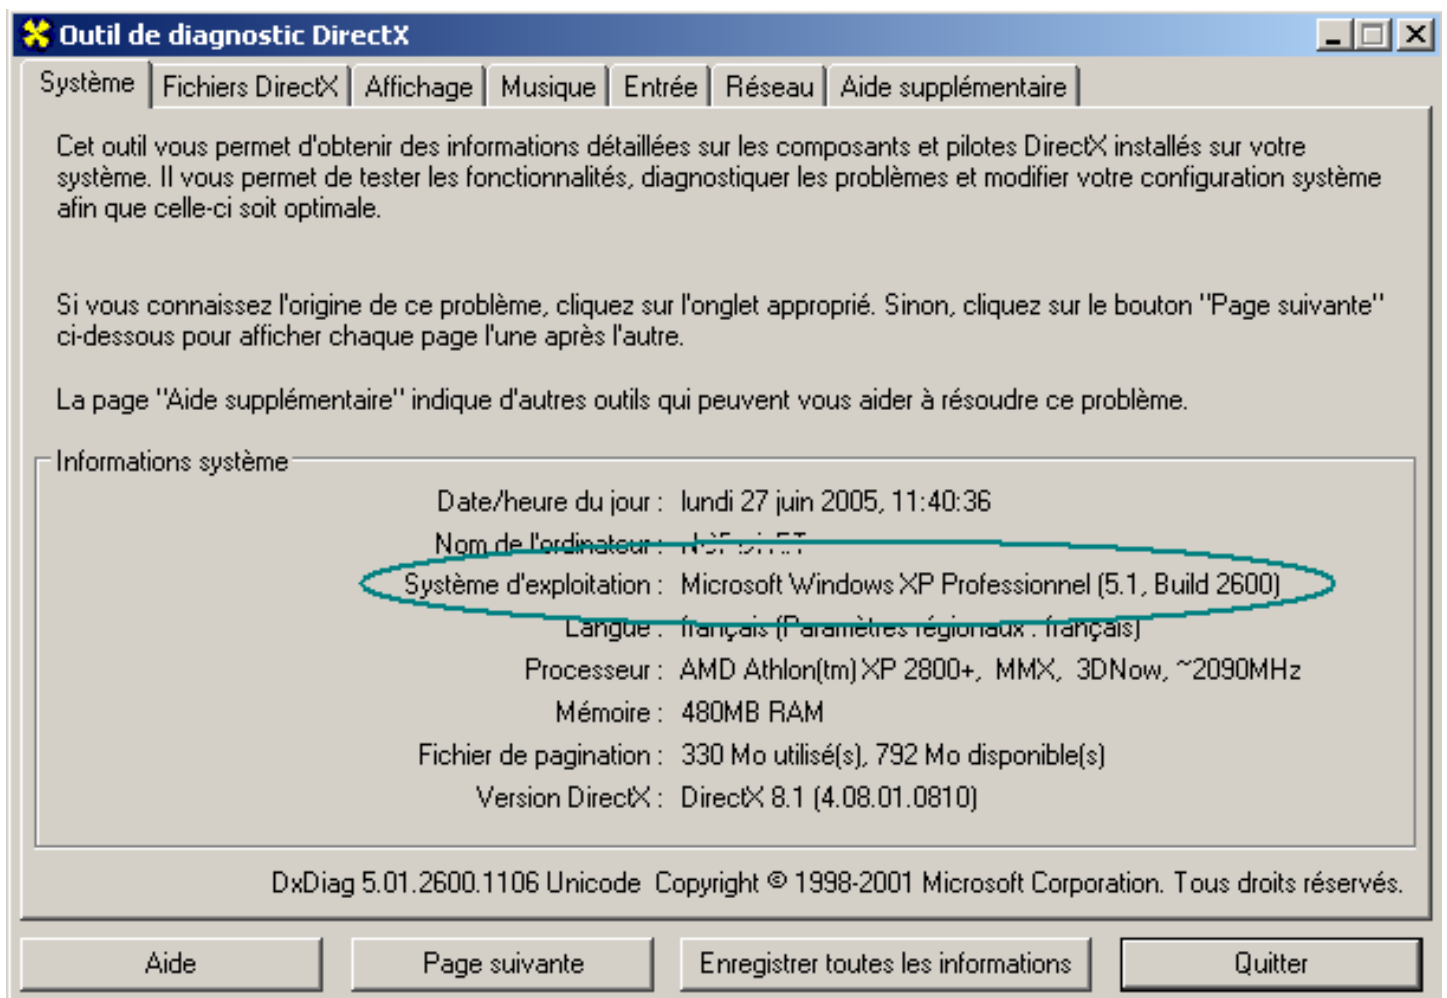 Outil de diagnostic DirectX
Système Fichiers DirectX Affichage Musique Entrée Réseau Aide supplémentaire
Cet outil vous permet d'obtenir des informations détaillées sur les composants et pilotes DirectX installés sur votre
système. Il vous permet de tester les fonctionnalités, diagnostiquer les problèmes et modifier votre configuration système
afin que celle-ci soit optimale.
Si vous connaissez l'origine de ce problème, cliquez sur l'onglet approprié. Sinon, cliquez sur le bouton "Page suivante"
ci-dessous pour afficher chaque page l'une après l'autre.
La page "Aide supplémentaire" indique d'autres outils qui peuvent vous aider à résoudre ce problème.
Informations système
Date/heure du jour : lundi 27 juin 2005, 11:40:36
Nom de l'ordinateur :
Système d'exploitation : Microsoft Windows XP Professionnel (5.1, Build 2600)
Langue : français (Paramètres régionaux : français)
Processeur : AMD Athlon(tm) XP 2800+, MMX, 3DNow, ~2090MHz
Mémoire : 480MB RAM
Fichier de pagination : 330 Mo utilisé(s), 792 Mo disponible(s)
Version DirectX : DirectX 8.1 (4.08.01.0810)
DxDiag 5.01.2600.1106 Unicode Copyright © 1998-2001 Microsoft Corporation. Tous droits réservés.
Aide Page suivante Enregistrer toutes les informations Quitter